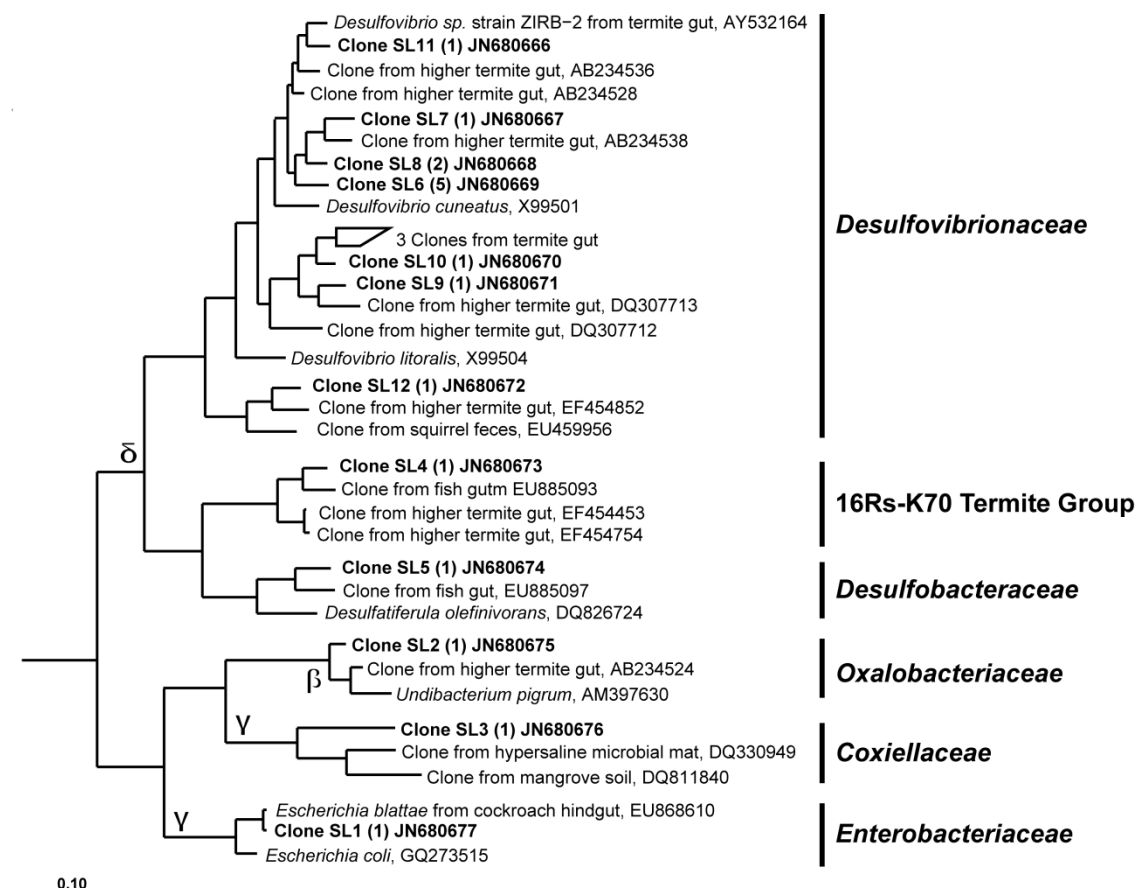 Desulfovibrio sp. strain ZIRB−2 from termite gut, AY532164
Clone SL11 (1) JN680666
Clone from higher termite gut, AB234536
Clone from higher termite gut, AB234528
Clone SL7 (1) JN680667
Clone from higher termite gut, AB234538
Clone SL8 (2) JN680668
Clone SL6 (5) JN680669
Desulfovibrio cuneatus, X99501
3 Clones from termite gut
Clone SL10 (1) JN680670
Clone SL9 (1) JN680671
Clone from higher termite gut, DQ307713
Clone from higher termite gut, DQ307712
Desulfovibrio litoralis, X99504
Clone SL12 (1) JN680672
Clone from higher termite gut, EF454852
Clone from squirrel feces, EU459956
Desulfovibrionaceae
δ
Clone SL4 (1) JN680673
Clone from fish gutm EU885093
Clone from higher termite gut, EF454453
Clone from higher termite gut, EF454754
16Rs-K70 Termite Group
Clone SL5 (1) JN680674
Clone from fish gut, EU885097
Desulfatiferula olefinivorans, DQ826724
Desulfobacteraceae
Clone SL2 (1) JN680675
Clone from higher termite gut, AB234524
Undibacterium pigrum, AM397630
β
Oxalobacteriaceae
γ
Clone SL3 (1) JN680676
Clone from hypersaline microbial mat, DQ330949
Clone from mangrove soil, DQ811840
Coxiellaceae
γ
Escherichia blattae from cockroach hindgut, EU868610
Clone SL1 (1) JN680677
Escherichia coli, GQ273515
Enterobacteriaceae
0.10